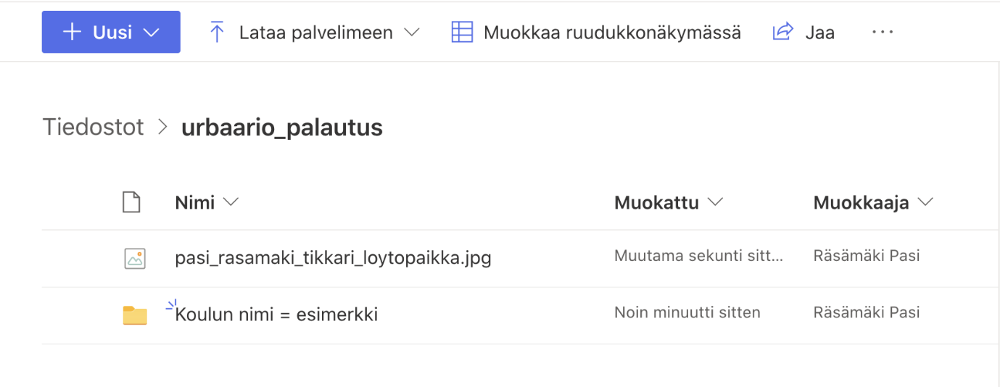 Uusi Lataa palvelimeen Muokkaa ruudukkonäkymässä Jaa ...
Tiedostot > urbaario_palautus
Nimi Muokattu Muokkaaja
pasi_rasamaki_tikkari_loytopaikka.jpg Muutama sekunti sitt... Räsämäki Pasi
Koulun nimi = esimerkki Noin minuutti sitten Räsämäki Pasi